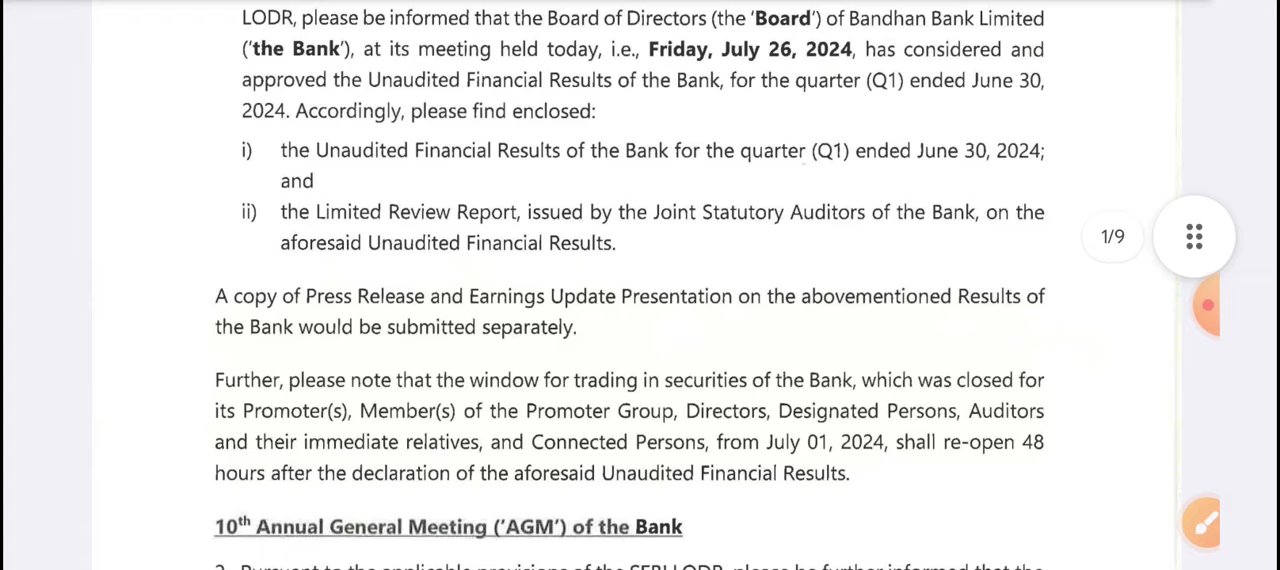 LODR, please be informed that the Board of Directors (the ‘Board’) of Bandhan Bank Limited
(‘the Bank’), at its meeting held today, i.e., Friday, July 26, 2024, has considered and
approved the Unaudited Financial Results of the Bank, for the quarter (Q1) ended June 30,
2024. Accordingly, please find enclosed:
i) the Unaudited Financial Results of the Bank for the quarter (Q1) ended June 30, 2024;
and
ii) the Limited Review Report, issued by the Joint Statutory Auditors of the Bank, on the
aforesaid Unaudited Financial Results.
1/9
A copy of Press Release and Earnings Update Presentation on the abovementioned Results of
the Bank would be submitted separately.
Further, please note that the window for trading in securities of the Bank, which was closed for
its Promoter(s), Member(s) of the Promoter Group, Directors, Designated Persons, Auditors
and their immediate relatives, and Connected Persons, from July 01, 2024, shall re-open 48
hours after the declaration of the aforesaid Unaudited Financial Results.
10th Annual General Meeting (‘AGM’) of the Bank